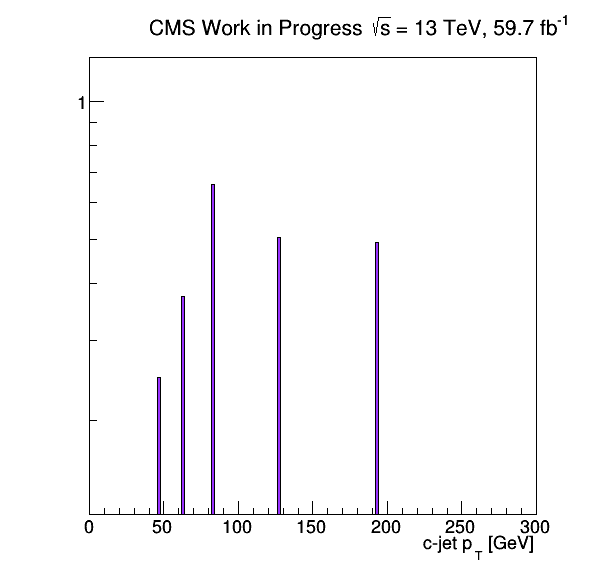 CMS Work in Progress √s = 13 TeV, 59.7 fb⁻¹
1
0 50 100 150 200 250 300
c-jet p_T [GeV]